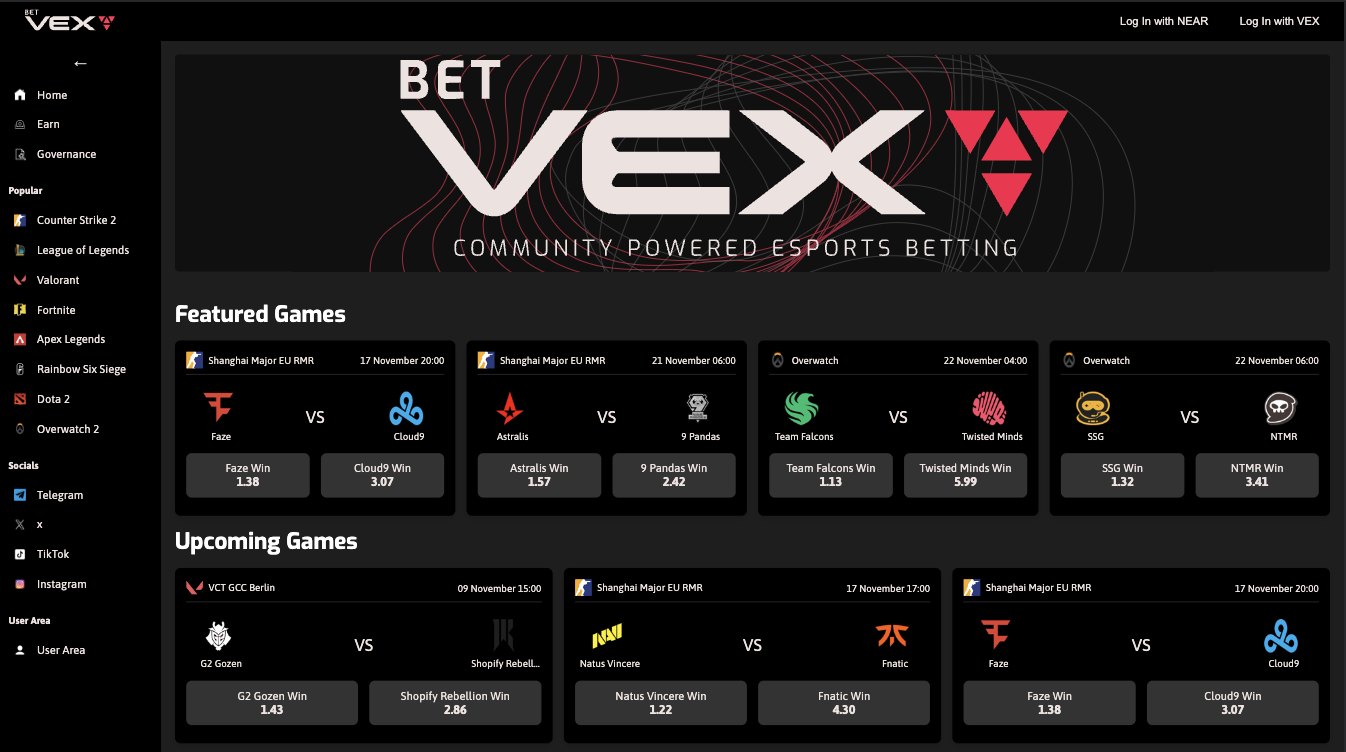 BET
VEX
Log In with NEAR
Log In with VEX
←
Home
Earn
Governance
Popular
Counter Strike 2
League of Legends
Valorant
Fortnite
Apex Legends
Rainbow Six Siege
Dota 2
Overwatch 2
Socials
Telegram
x
TikTok
Instagram
User Area
User Area
BET
VEX
COMMUNITY POWERED ESPORTS BETTING
Featured Games
Shanghai Major EU RMR
17 November 20:00
Faze
VS
Cloud9
Faze Win
1.38
Cloud9 Win
3.07
Shanghai Major EU RMR
21 November 06:00
Astralis
VS
9 Pandas
Astralis Win
1.57
9 Pandas Win
2.42
Overwatch
22 November 04:00
Team Falcons
VS
Twisted Minds
Team Falcons Win
1.13
Twisted Minds Win
5.99
Overwatch
22 November 06:00
SSG
VS
NTMR
SSG Win
1.32
NTMR Win
3.41
Upcoming Games
VCT GCC Berlin
09 November 15:00
G2 Gozen
VS
Shopify Rebell...
G2 Gozen Win
1.43
Shopify Rebellion Win
2.86
Shanghai Major EU RMR
17 November 17:00
NAVI
Natus Vincere
VS
Fnatic
Natus Vincere Win
1.22
Fnatic Win
4.30
Shanghai Major EU RMR
17 November 20:00
Faze
VS
Cloud9
Faze Win
1.38
Cloud9 Win
3.07